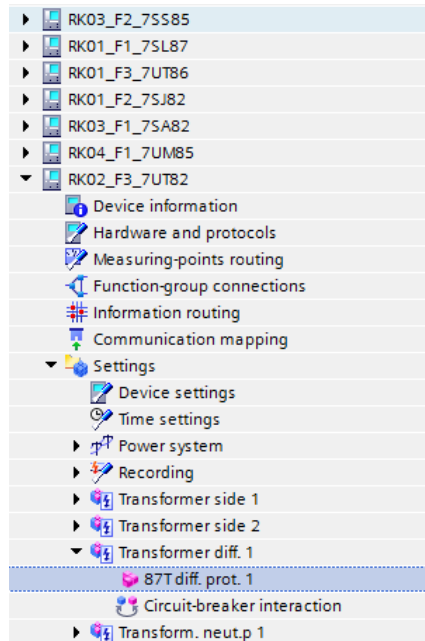 RK03_F2_7SS85
RK01_F1_7SL87
RK01_F3_7UT86
RK01_F2_7SJ82
RK03_F1_7SA82
RK04_F1_7UM85
RK02_F3_7UT82
Device information
Hardware and protocols
Measuring-points routing
Function-group connections
Information routing
Communication mapping
Settings
Device settings
Time settings
Power system
Recording
Transformer side 1
Transformer side 2
Transformer diff. 1
87T diff. prot. 1
Circuit-breaker interaction
Transform. neut.p 1